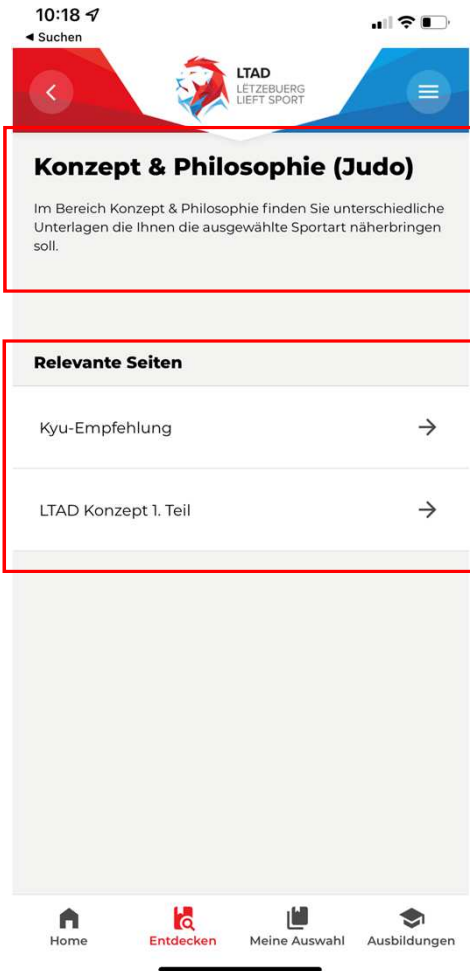 10:18
◄ Suchen
LTAD
LËTZEBUERG
LIEFT SPORT
Konzept & Philosophie (Judo)
Im Bereich Konzept & Philosophie finden Sie unterschiedliche
Unterlagen die Ihnen die ausgewählte Sportart näherbringen
soll.
Relevante Seiten
Kyu-Empfehlung
LTAD Konzept 1. Teil
Home
Entdecken
Meine Auswahl
Ausbildungen